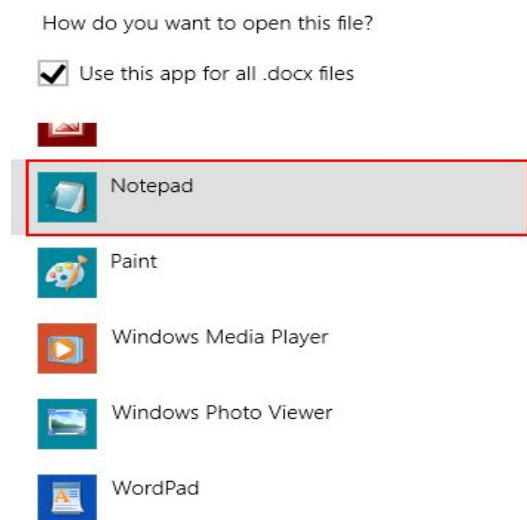 How do you want to open this file?
Use this app for all .docx files
Notepad
Paint
Windows Media Player
Windows Photo Viewer
WordPad